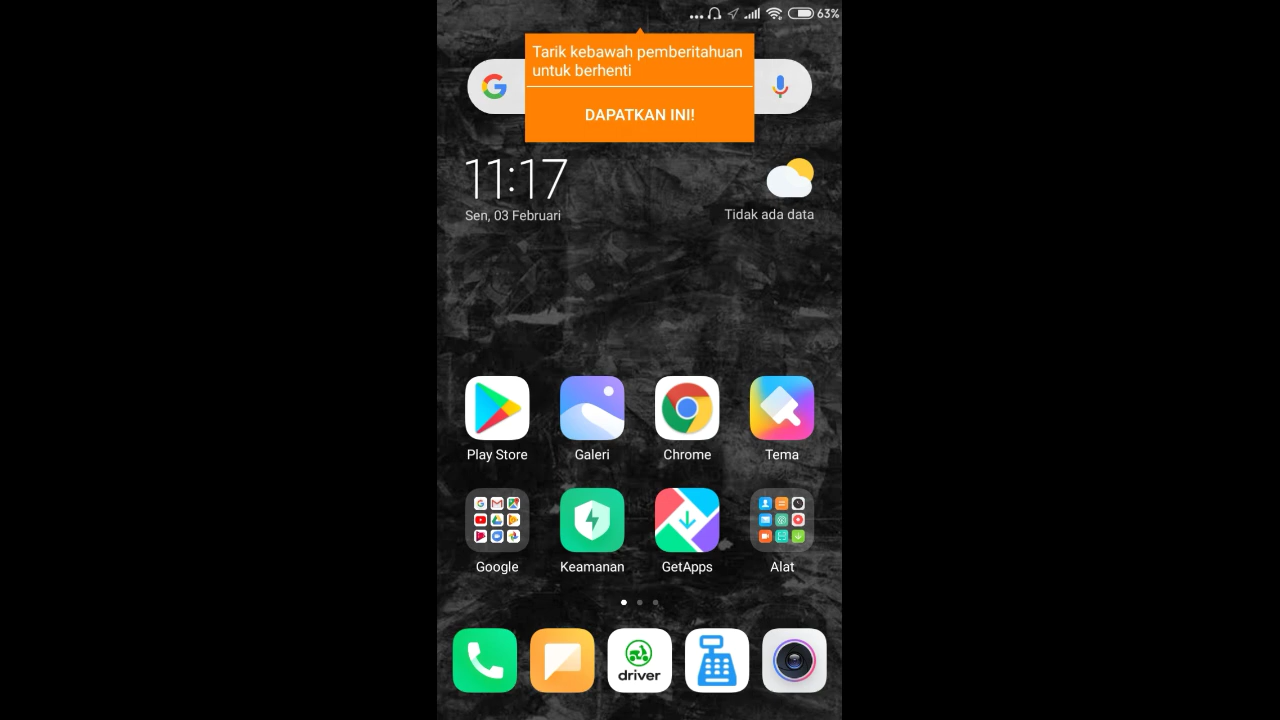 63%
Tarik kebawah pemberitahuan
untuk berhenti
DAPATKAN INI!
11:17
Sen, 03 Februari
Tidak ada data
Play Store
Galeri
Chrome
Tema
Google
Keamanan
GetApps
Alat
driver